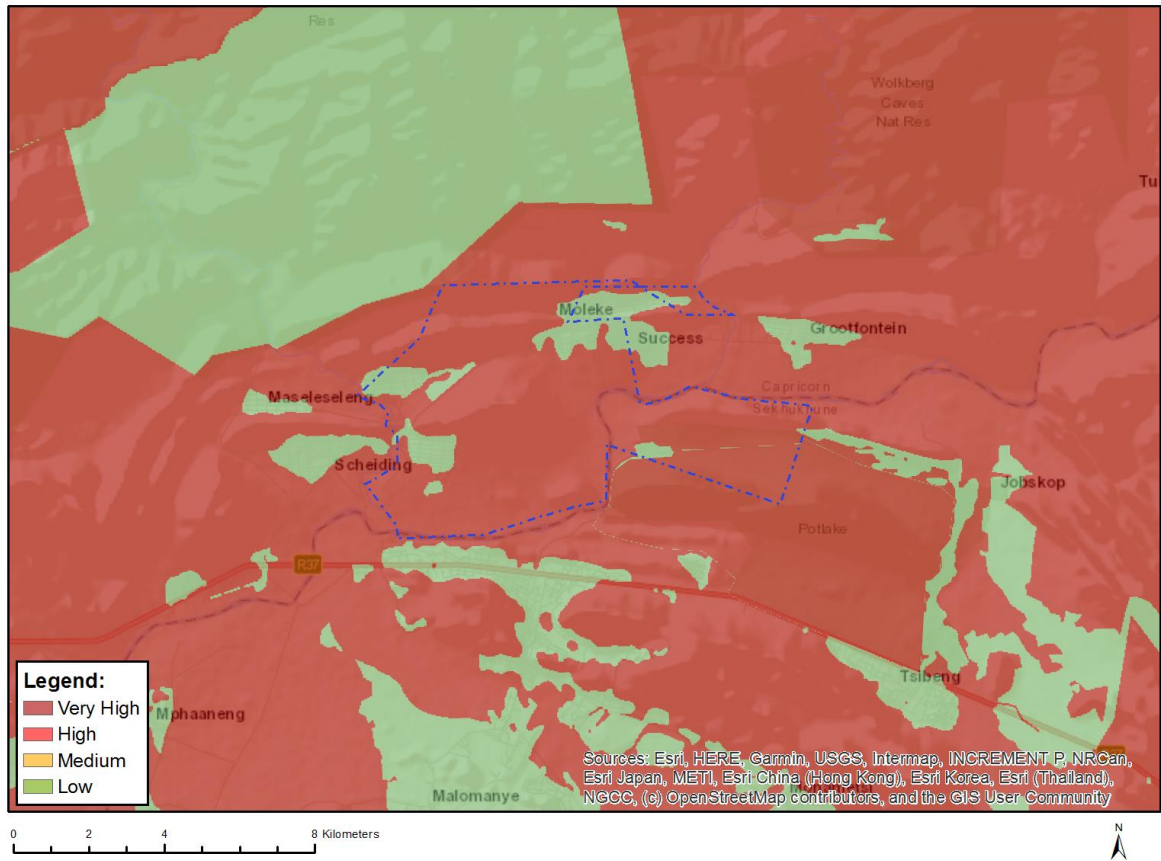 Res
Wolkberg
Caves
Nat Res
Tu
Moleke
Success
Grootfontein
Capricorn
Sekhukhune
Maseleseleng
Scheiding
Jobskop
Potlake
R37
Tsibeng
Mphaaneng
Malomanye
Legend:
Very High
High
Medium
Low
Sources: Esri, HERE, Garmin, USGS, Intermap, INCREMENT P, NRCan,
Esri Japan, METI, Esri China (Hong Kong), Esri Korea, Esri (Thailand),
NGCC, (c) OpenStreetMap contributors, and the GIS User Community
0 2 4 8 Kilometers
N